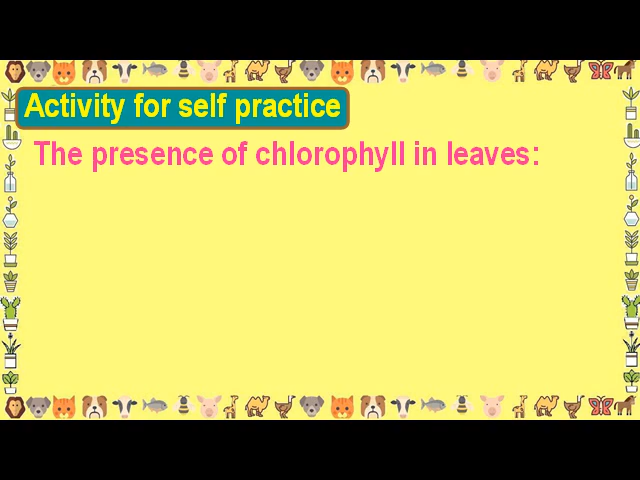 Activity for self practice
The presence of chlorophyll in leaves: